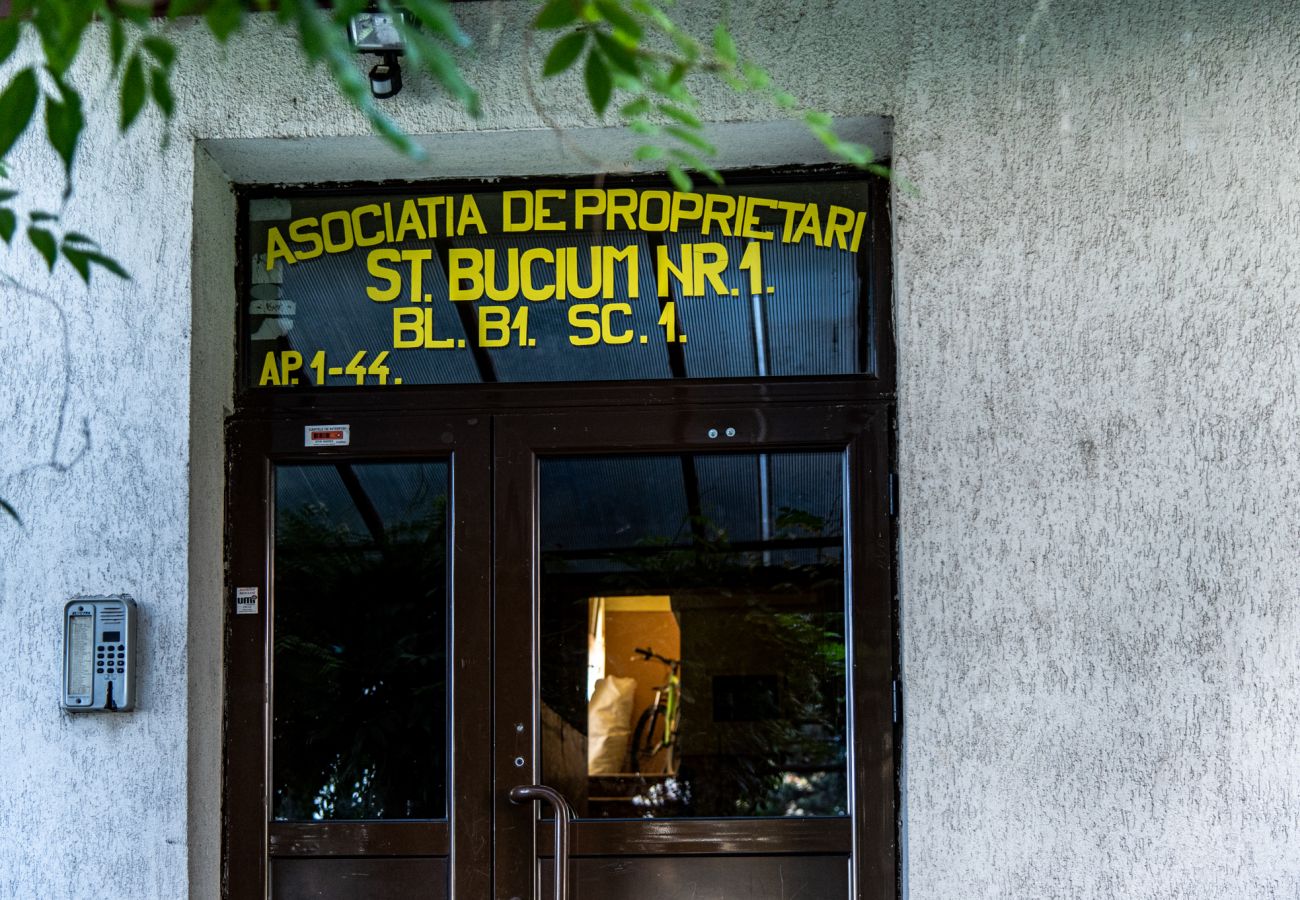 ASOCIATIA DE PROPRIETARI
ST. BUCIUM NR.1.
BL. B1. SC. 1.
AP. 1-44.